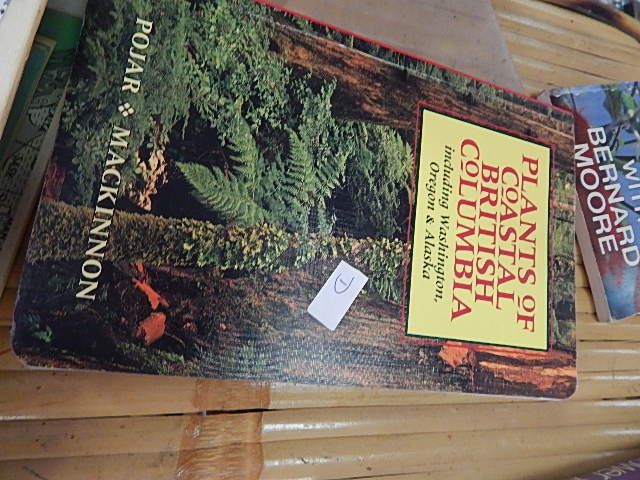 PLANTS OF
COASTAL
BRITISH
COLUMBIA
including Washington,
Oregon & Alaska
POJAR ❖ MACKINNON
BERNARD
MOORE